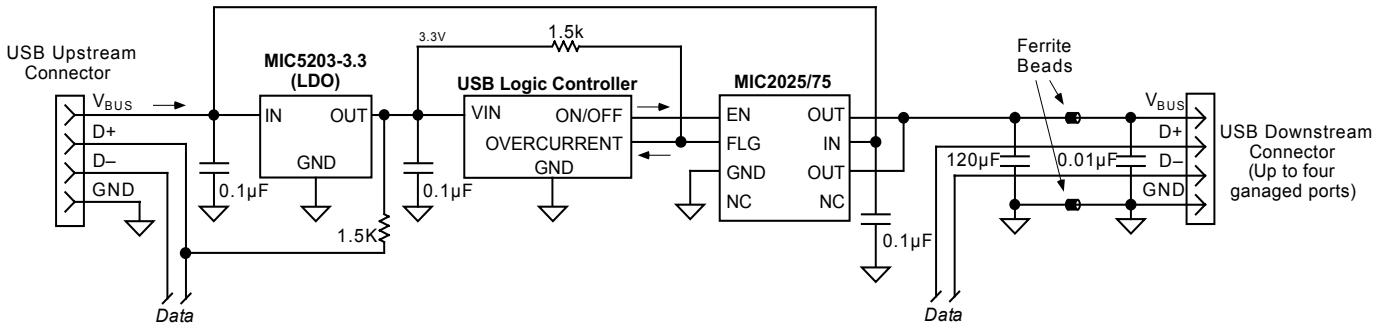 USB Upstream
Connector
VBUS
D+
D–
GND
MIC5203-3.3
(LDO)
IN
OUT
GND
0.1µF
3.3V
1.5k
0.1µF
1.5K
USB Logic Controller
VIN
ON/OFF
OVERCURRENT
GND
MIC2025/75
EN
FLG
GND
NC
OUT
IN
OUT
NC
0.1µF
Ferrite
Beads
120µF
0.01µF
VBUS
D+
D–
GND
USB Downstream
Connector
(Up to four
ganaged ports)
Data
Data